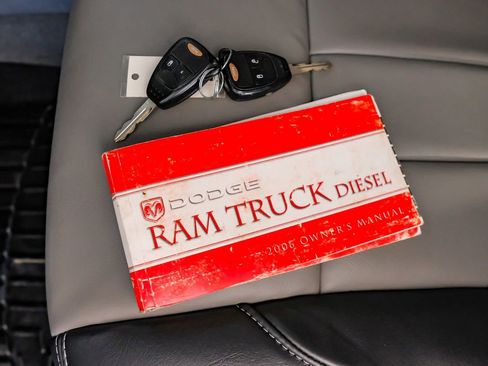 DODGE
RAM TRUCK DIESEL
2006 OWNER'S MANUAL